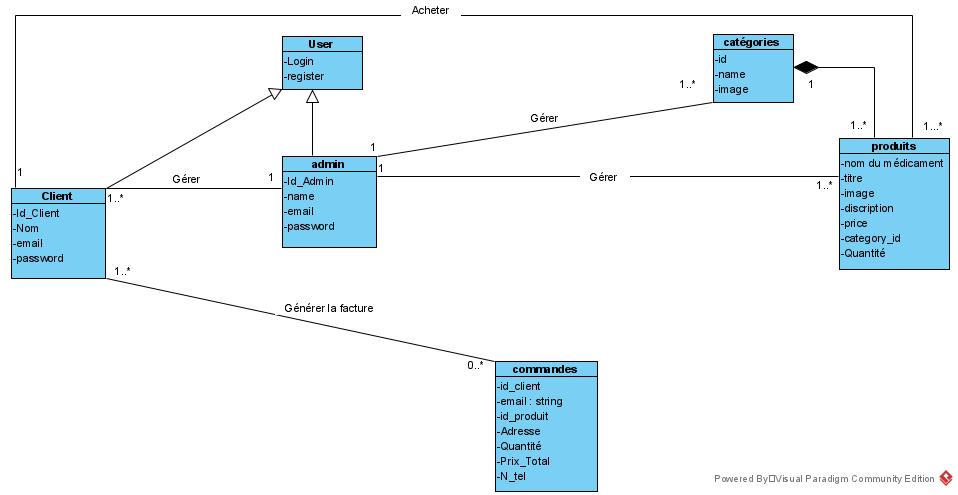 Acheter
User
-Login
-register
catégories
-id
-name
-image
1..*
1
Gérer
1
1..*
1...*
produits
-nom du médicament
-titre
-image
-discription
-price
-category_id
-Quantité
admin
-Id_Admin
-name
-email
-password
1
Gérer
1..*
1
Gérer
1
1..*
Client
-Id_Client
-Nom
-email
-password
1..*
Générer la facture
0..*
commandes
-id_client
-email : string
-id_produit
-Adresse
-Quantité
-Prix_Total
-N_tel
Powered By Visual Paradigm Community Edition